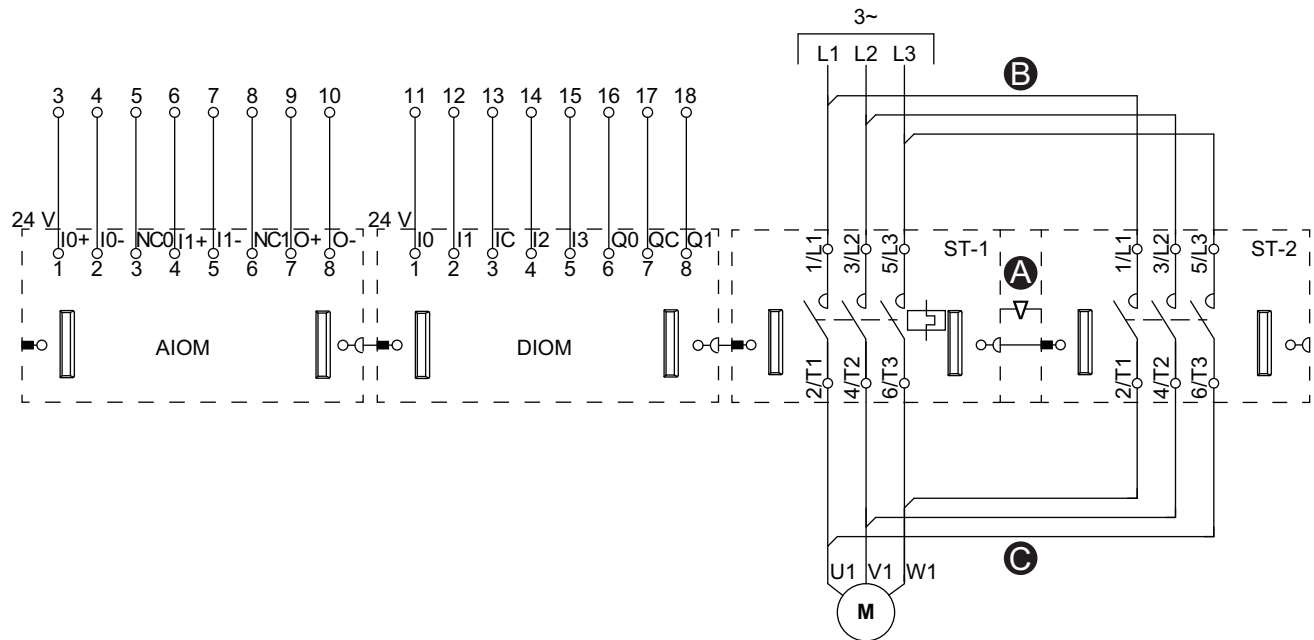 3~
L1 L2 L3
B
3 4 5 6 7 8 9 10
11 12 13 14 15 16 17 18
24 V
I0+ I0- NC0 I1+ I1- NC1 O+ O-
1 2 3 4 5 6 7 8
24 V
I0 I1 IC I2 I3 Q0 QC Q1
1 2 3 4 5 6 7 8
1/L1 3/L2 5/L3
ST-1
A
1/L1 3/L2 5/L3
ST-2
AIOM
DIOM
2/T1 4/T2 6/T3
2/T1 4/T2 6/T3
C
U1 V1 W1
M